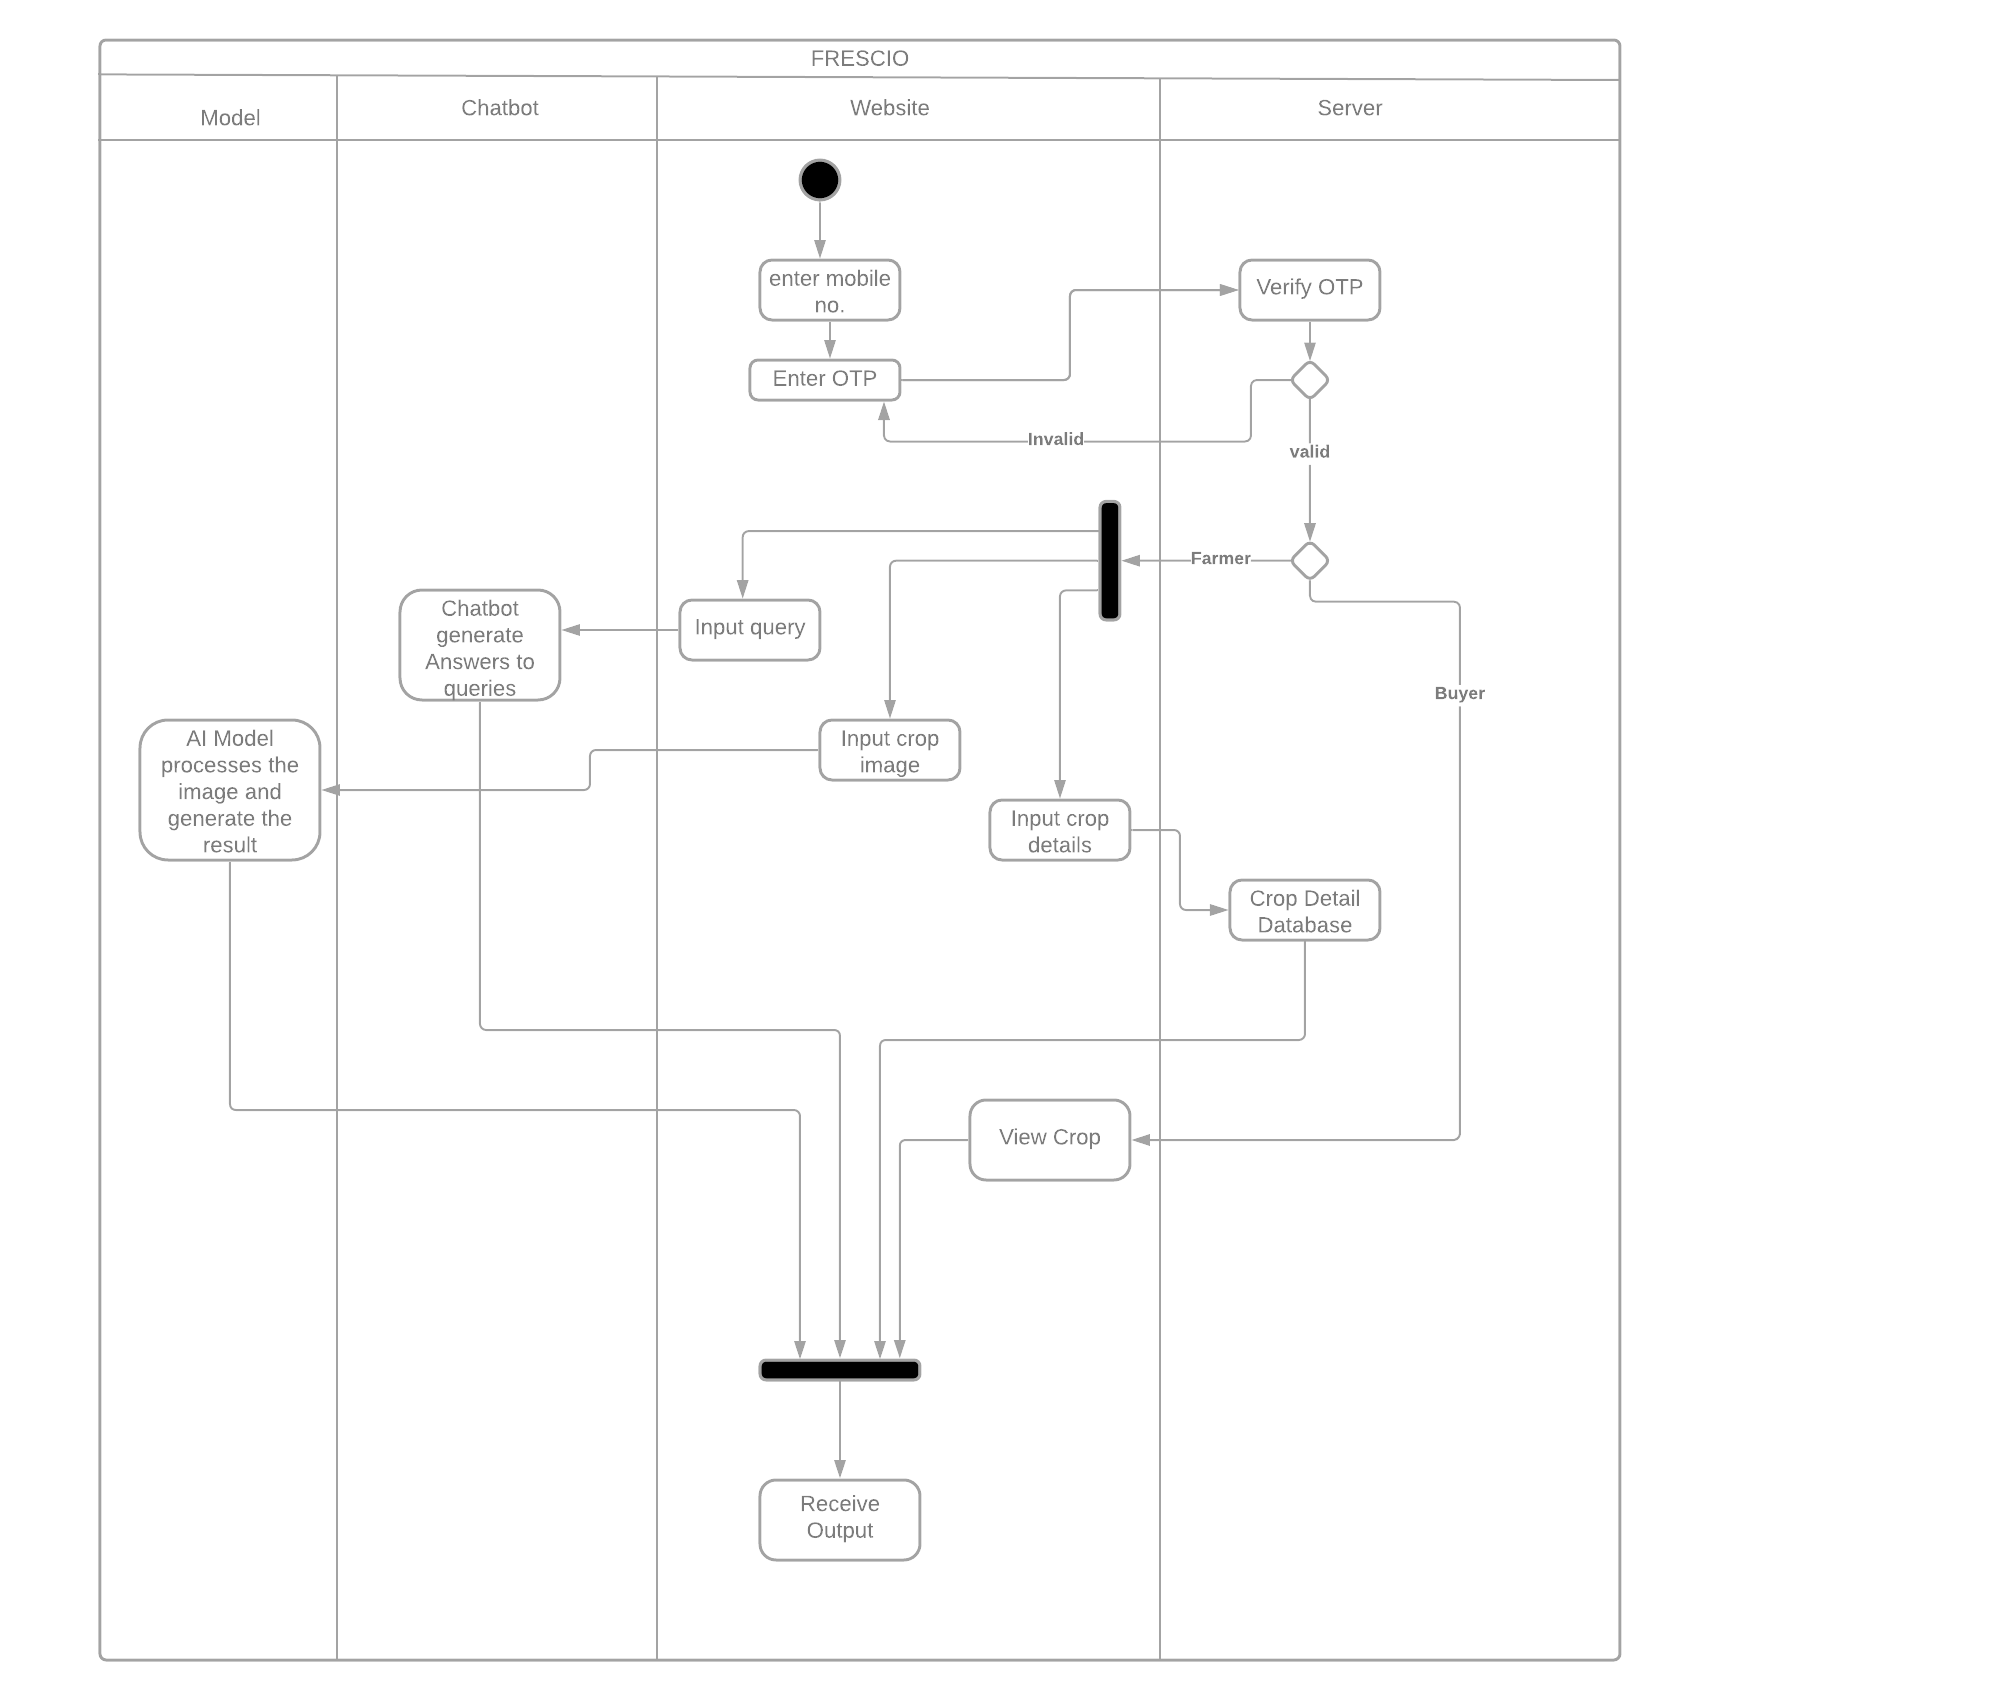 FRESCIO
Model
Chatbot
Website
Server
enter mobile
no.
Verify OTP
Enter OTP
Invalid
valid
Farmer
Chatbot
generate
Answers to
queries
Input query
Buyer
AI Model
processes the
image and
generate the
result
Input crop
image
Input crop
details
Crop Detail
Database
View Crop
Receive
Output